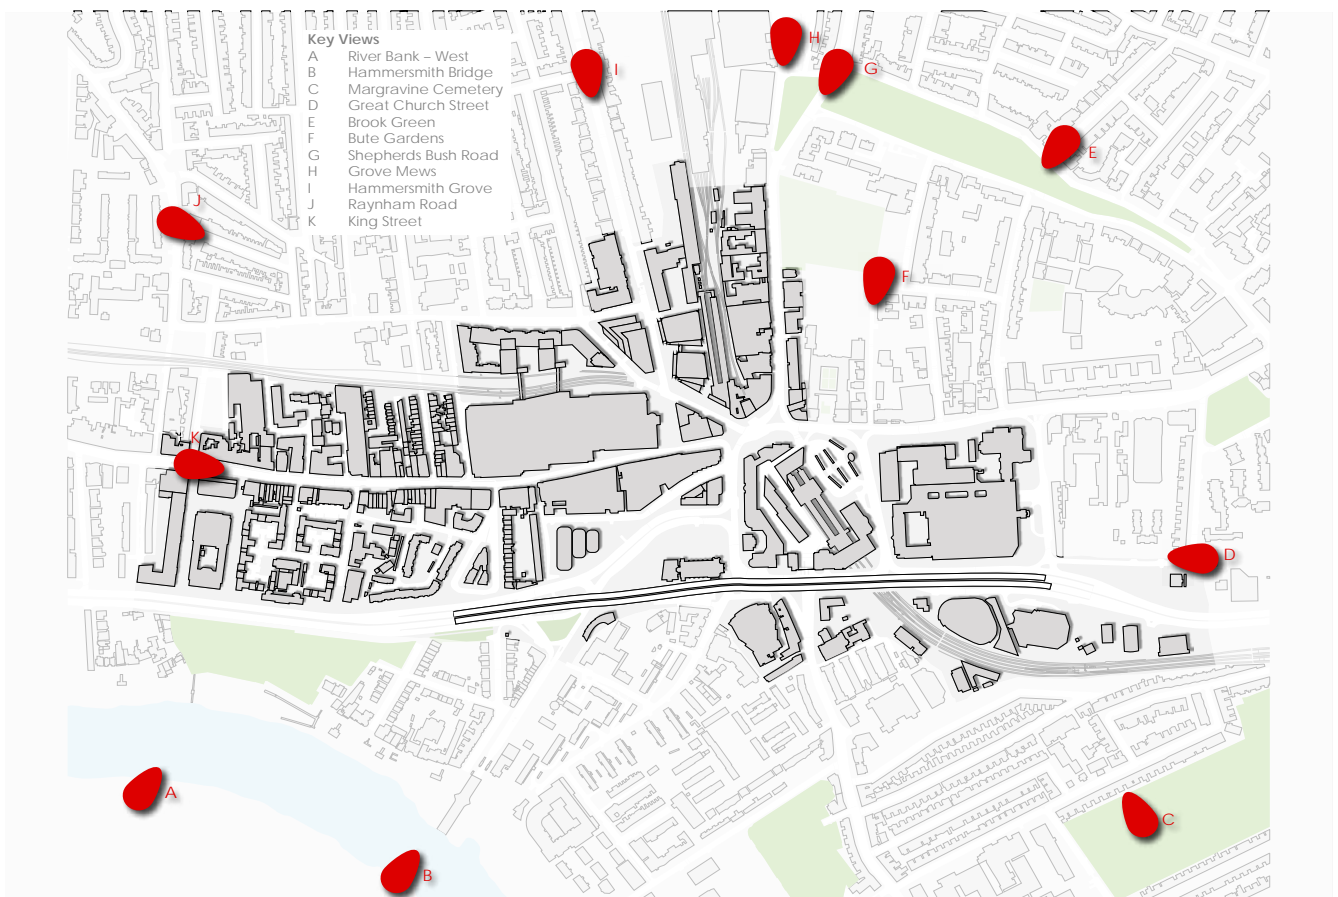 Key Views
A River Bank – West
B Hammersmith Bridge
C Margravine Cemetery
D Great Church Street
E Brook Green
F Bute Gardens
G Shepherds Bush Road
H Grove Mews
I Hammersmith Grove
J Raynham Road
K King Street
H
G
I
E
J
F
K
D
A
C
B